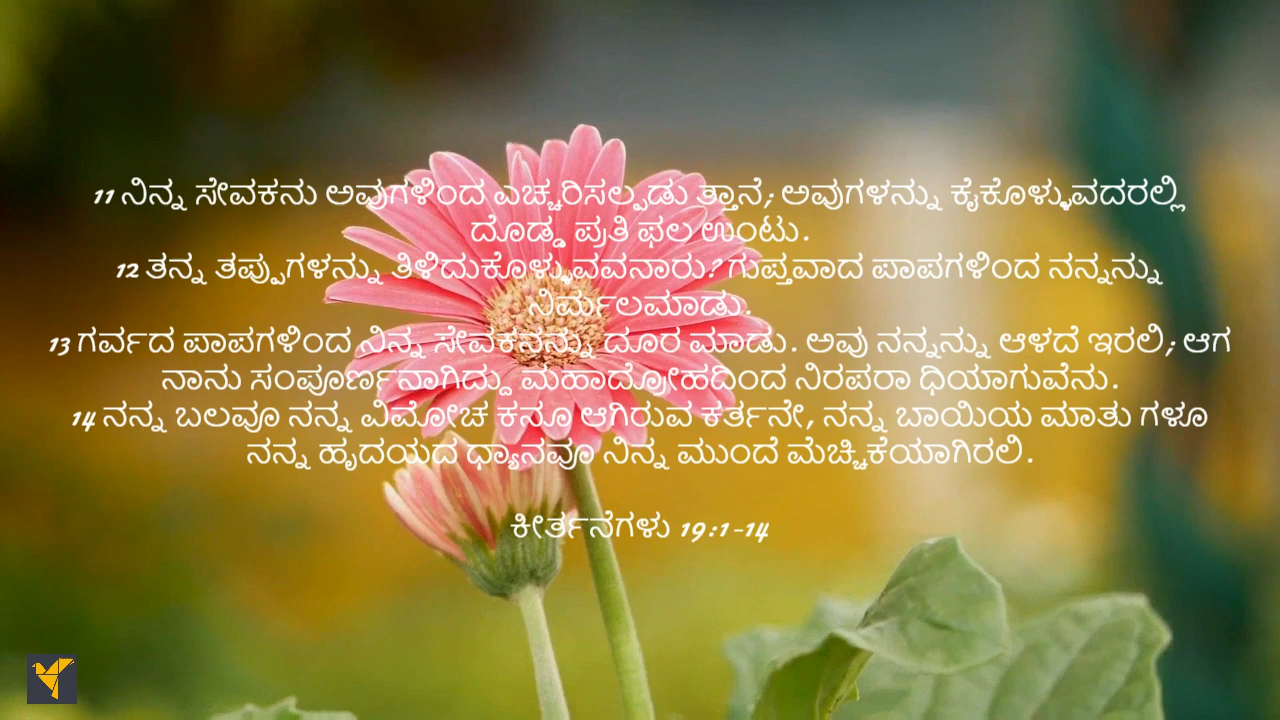 11 ನಿನ್ನ ಸೇವಕನು ಅವುಗಳಿಂದ ಎಚ್ಚರಿಸಲ್ಪಡು ತ್ತಾನೆ; ಅವುಗಳನ್ನು ಕೈಕೊಳ್ಳುವದರಲ್ಲಿ
ದೊಡ್ಡ ಪ್ರತಿ ಫಲ ಉಂಟು.
12 ತನ್ನ ತಪ್ಪುಗಳನ್ನು ತಿಳಿದುಕೊಳ್ಳುವವನಾರು? ಗುಪ್ತವಾದ ಪಾಪಗಳಿಂದ ನನ್ನನ್ನು
ನಿರ್ಮಲಮಾಡು.
13 ಗರ್ವದ ಪಾಪಗಳಿಂದ ನಿನ್ನ ಸೇವಕನನ್ನು ದೂರ ಮಾಡು. ಅವು ನನ್ನನ್ನು ಆಳದೆ ಇರಲಿ; ಆಗ
ನಾನು ಸಂಪೂರ್ಣನಾಗಿದ್ದು ಮಹಾದ್ರೋಹದಿಂದ ನಿರಪರಾ ಧಿಯಾಗುವೆನು.
14 ನನ್ನ ಬಲವೂ ನನ್ನ ವಿಮೋಚ ಕನೂ ಆಗಿರುವ ಕರ್ತನೇ, ನನ್ನ ಬಾಯಿಯ ಮಾತು ಗಳೂ
ನನ್ನ ಹೃದಯದ ಧ್ಯಾನವೂ ನಿನ್ನ ಮುಂದೆ ಮೆಚ್ಚಿಕೆಯಾಗಿರಲಿ.
ಕೀರ್ತನೆಗಳು 19:1-14